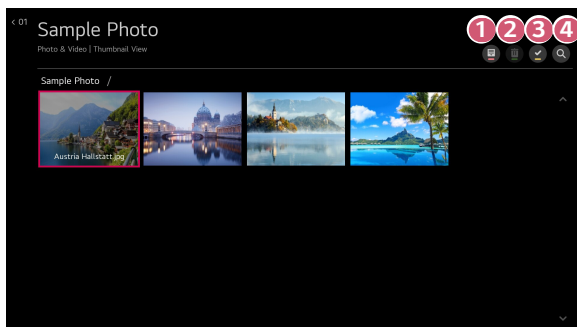 < 01
Sample Photo
Photo & Video | Thumbnail View
1 2 3 4
Sample Photo /
Austria Hallstatt.jpg